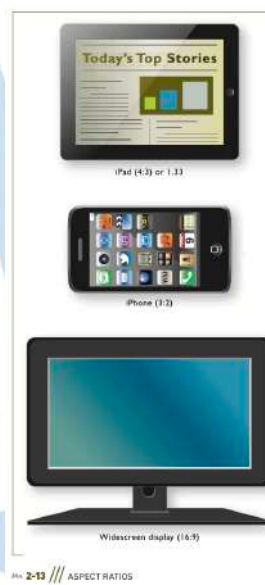 Today's Top Stories
iPad (4:3) or 1.33
iPhone (3:2)
Widescreen display (16:9)
2-13 /// ASPECT RATIOS